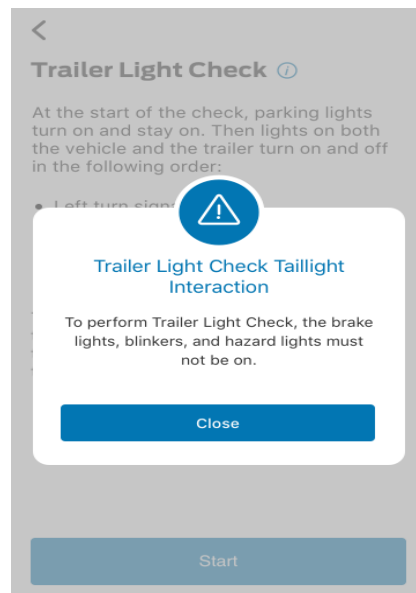 Trailer Light Check
At the start of the check, parking lights
turn on and stay on. Then lights on both
the vehicle and the trailer turn on and off
in the following order:
• Left turn
Trailer Light Check Taillight
Interaction
To perform Trailer Light Check, the brake
lights, blinkers, and hazard lights must
not be on.
Close
Start